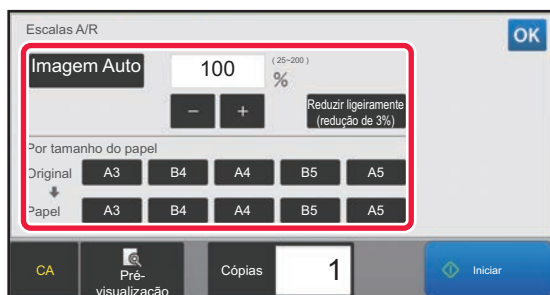 Escalas A/R
OK
Imagem Auto
100
(25~200)
%
－
＋
Reduzir ligeiramente
(redução de 3%)
Por tamanho do papel
Original
A3 B4 A4 B5 A5
Papel
A3 B4 A4 B5 A5
CA
Pré-
visualização
Cópias
1
Iniciar